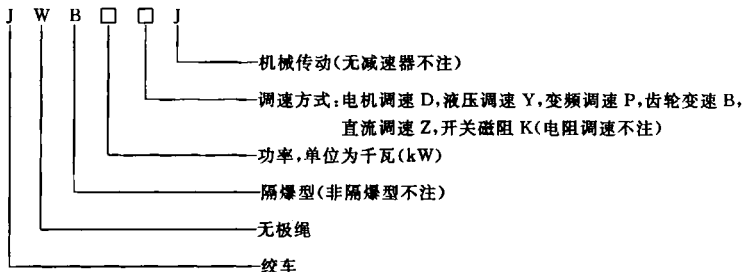 J W B □ □ J
机械传动(无减速器不注)
调速方式:电机调速 D,液压调速 Y,变频调速 P,齿轮变速 B,
直流调速 Z,开关磁阻 K(电阻调速不注)
功率,单位为千瓦(kW)
隔爆型(非隔爆型不注)
无极绳
绞车